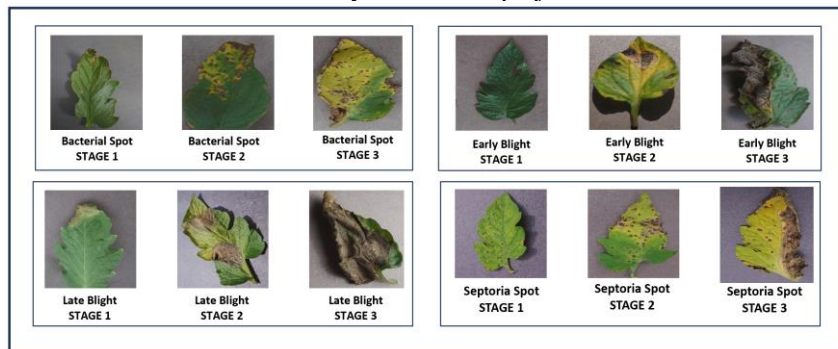 Bacterial Spot
STAGE 1
Bacterial Spot
STAGE 2
Bacterial Spot
STAGE 3
Early Blight
STAGE 1
Early Blight
STAGE 2
Early Blight
STAGE 3
Late Blight
STAGE 1
Late Blight
STAGE 2
Late Blight
STAGE 3
Septoria Spot
STAGE 1
Septoria Spot
STAGE 2
Septoria Spot
STAGE 3